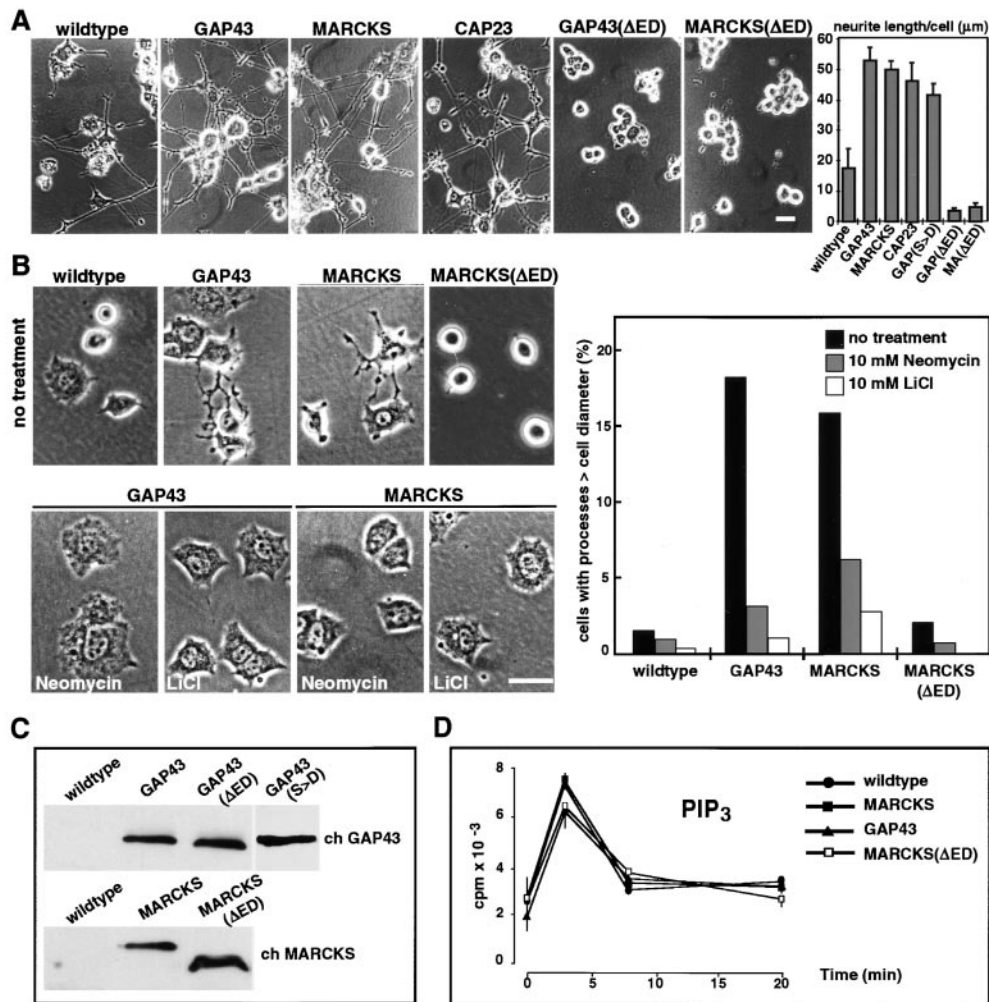 A
wildtype
GAP43
MARCKS
CAP23
GAP43(ΔED)
MARCKS(ΔED)
neurite length/cell (μm)
60
50
40
30
20
10
0
wildtype
GAP43
MARCKS
CAP23
GAP(S>D)
GAP(ΔED)
MA(ΔED)
B
wildtype
GAP43
MARCKS
MARCKS(ΔED)
no treatment
GAP43
MARCKS
Neomycin
LiCl
Neomycin
LiCl
cells with processes > cell diameter (%)
20
15
10
5
0
no treatment
10 mM Neomycin
10 mM LiCl
wildtype
GAP43
MARCKS
MARCKS
(ΔED)
C
wildtype
GAP43
GAP43
(ΔED)
GAP43
(S>D)
ch GAP43
wildtype
MARCKS
MARCKS
(ΔED)
ch MARCKS
D
cpm x 10 -3
8
6
4
2
0
0
5
10
15
20
Time (min)
PIP3
wildtype
MARCKS
GAP43
MARCKS(ΔED)